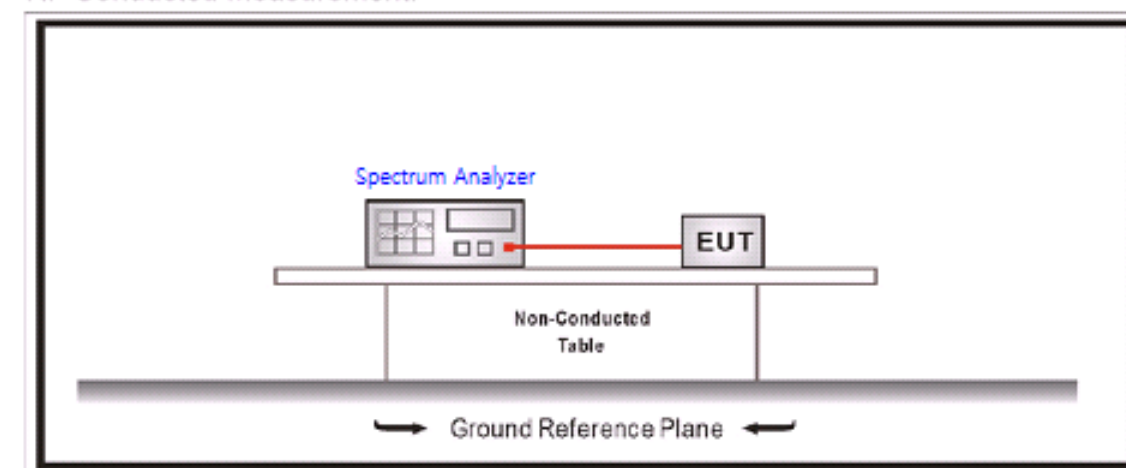 Spectrum Analyzer
EUT
Non-Conducted
Table
Ground Reference Plane